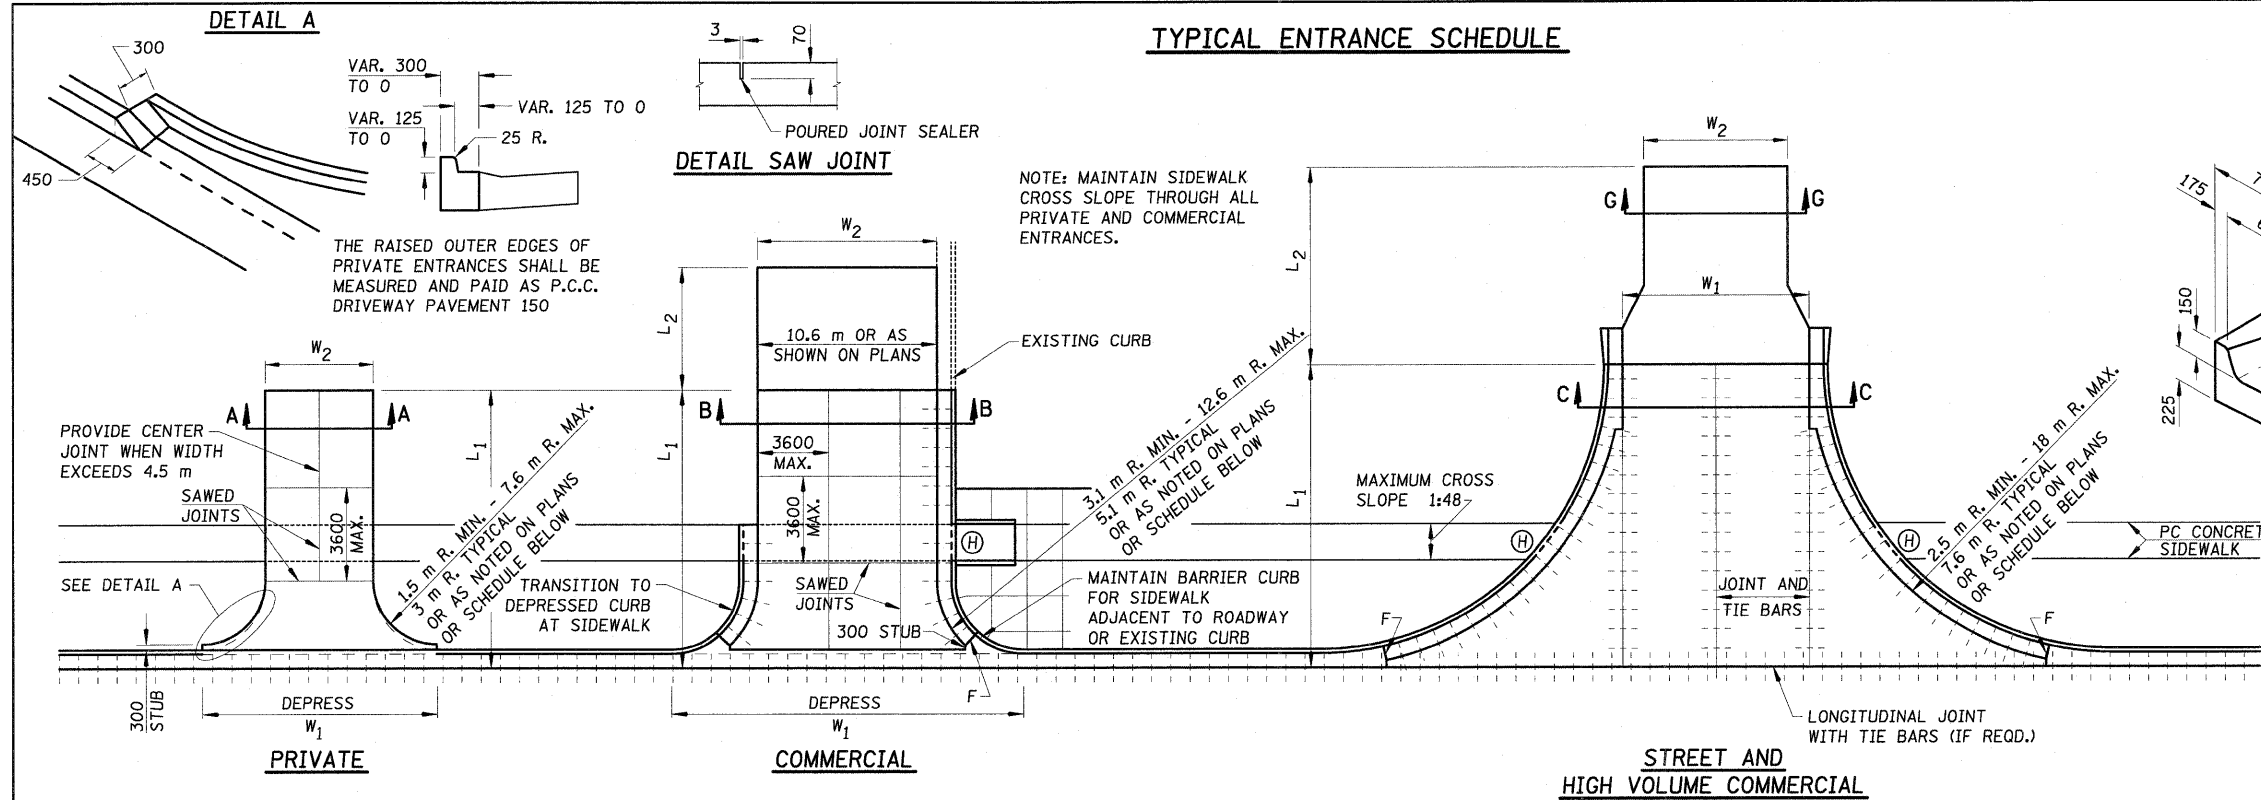 DETAIL A
300
450
VAR. 300
TO 0
VAR. 125
TO 0
VAR. 125 TO 0
25 R.
THE RAISED OUTER EDGES OF
PRIVATE ENTRANCES SHALL BE
MEASURED AND PAID AS P.C.C.
DRIVEWAY PAVEMENT 150
3
70
POURED JOINT SEALER
DETAIL SAW JOINT
TYPICAL ENTRANCE SCHEDULE
NOTE: MAINTAIN SIDEWALK
CROSS SLOPE THROUGH ALL
PRIVATE AND COMMERCIAL
ENTRANCES.
W2
A A
PROVIDE CENTER
JOINT WHEN WIDTH
EXCEEDS 4.5 m
SAWED
JOINTS
3600
MAX.
L1
1.5 m R. MIN. - 7.6 m R. MAX.
3 m R. TYPICAL
OR AS NOTED ON PLANS
OR SCHEDULE BELOW
SEE DETAIL A
300
STUB
DEPRESS
W1
PRIVATE
W2
L2
10.6 m OR AS
SHOWN ON PLANS
EXISTING CURB
B B
L1
3600
MAX.
3600
MAX.
3.1 m R. MIN. - 12.6 m R. MAX.
5.1 m R. TYPICAL
OR AS NOTED ON PLANS
OR SCHEDULE BELOW
H
TRANSITION TO
DEPRESSED CURB
AT SIDEWALK
SAWED
JOINTS
300 STUB
MAINTAIN BARRIER CURB
FOR SIDEWALK
ADJACENT TO ROADWAY
OR EXISTING CURB
F
DEPRESS
W1
COMMERCIAL
W2
G G
L2
W1
C C
L1
MAXIMUM CROSS
SLOPE 1:48
H
H
2.5 m R. MIN. - 18 m R. MAX.
7.6 m R. TYPICAL
OR AS NOTED ON PLANS
OR SCHEDULE BELOW
PC CONCRET
SIDEWALK
JOINT AND
TIE BARS
F
F
LONGITUDINAL JOINT
WITH TIE BARS (IF REQD.)
STREET AND
HIGH VOLUME COMMERCIAL
175
150
225